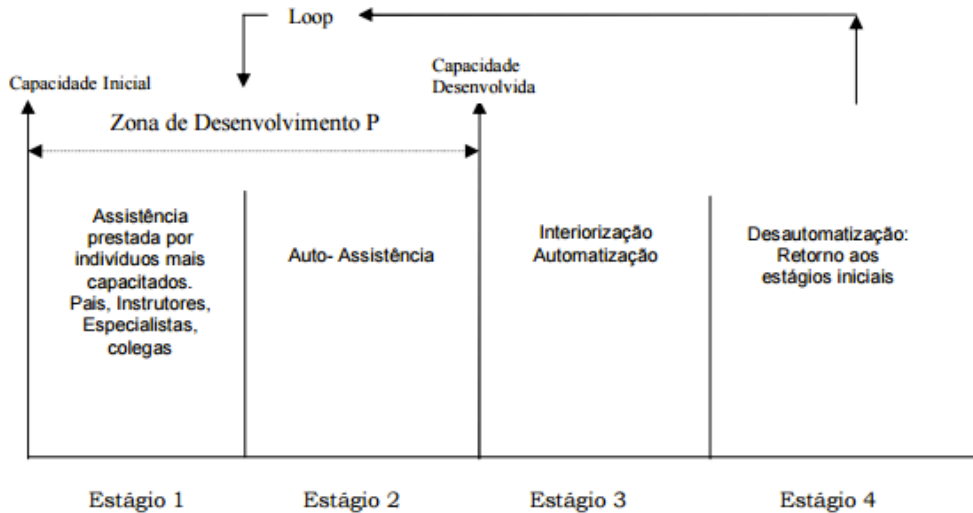 Loop
Capacidade Inicial
Capacidade
Desenvolvida
Zona de Desenvolvimento P
Assistência
prestada por
indivíduos mais
capacitados.
Pais, Instrutores,
Especialistas,
colegas
Auto- Assistência
Interiorização
Automatização
Desautomatização:
Retorno aos
estágios iniciais
Estágio 1
Estágio 2
Estágio 3
Estágio 4